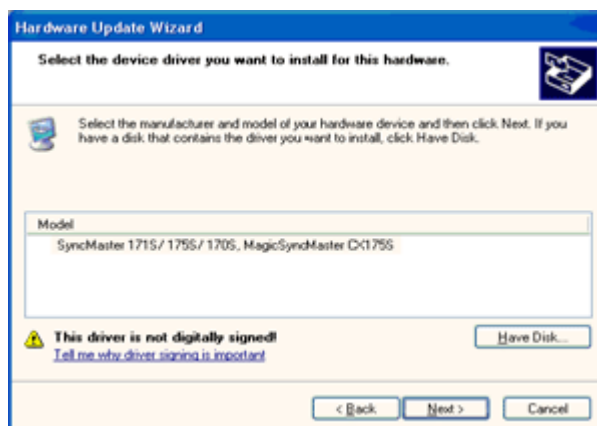 Hardware Update Wizard
Select the device driver you want to install for this hardware.
Select the manufacturer and model of your hardware device and then click Next. If you
have a disk that contains the driver you want to install, click Have Disk.
Model
SyncMaster 171S/ 175S/ 170S, MagicSyncMaster CX175S
This driver is not digitally signed!
Have Disk...
Tell me why driver signing is important
< Back
Next >
Cancel